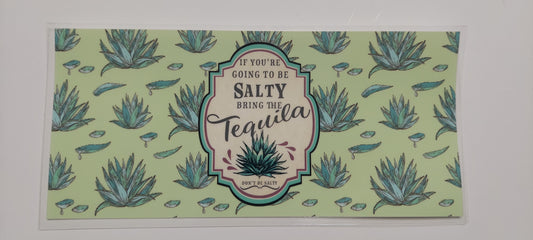 IF YOU'RE
GOING TO BE
SALTY
BRING THE
Tequila
DON'T BE SALTY